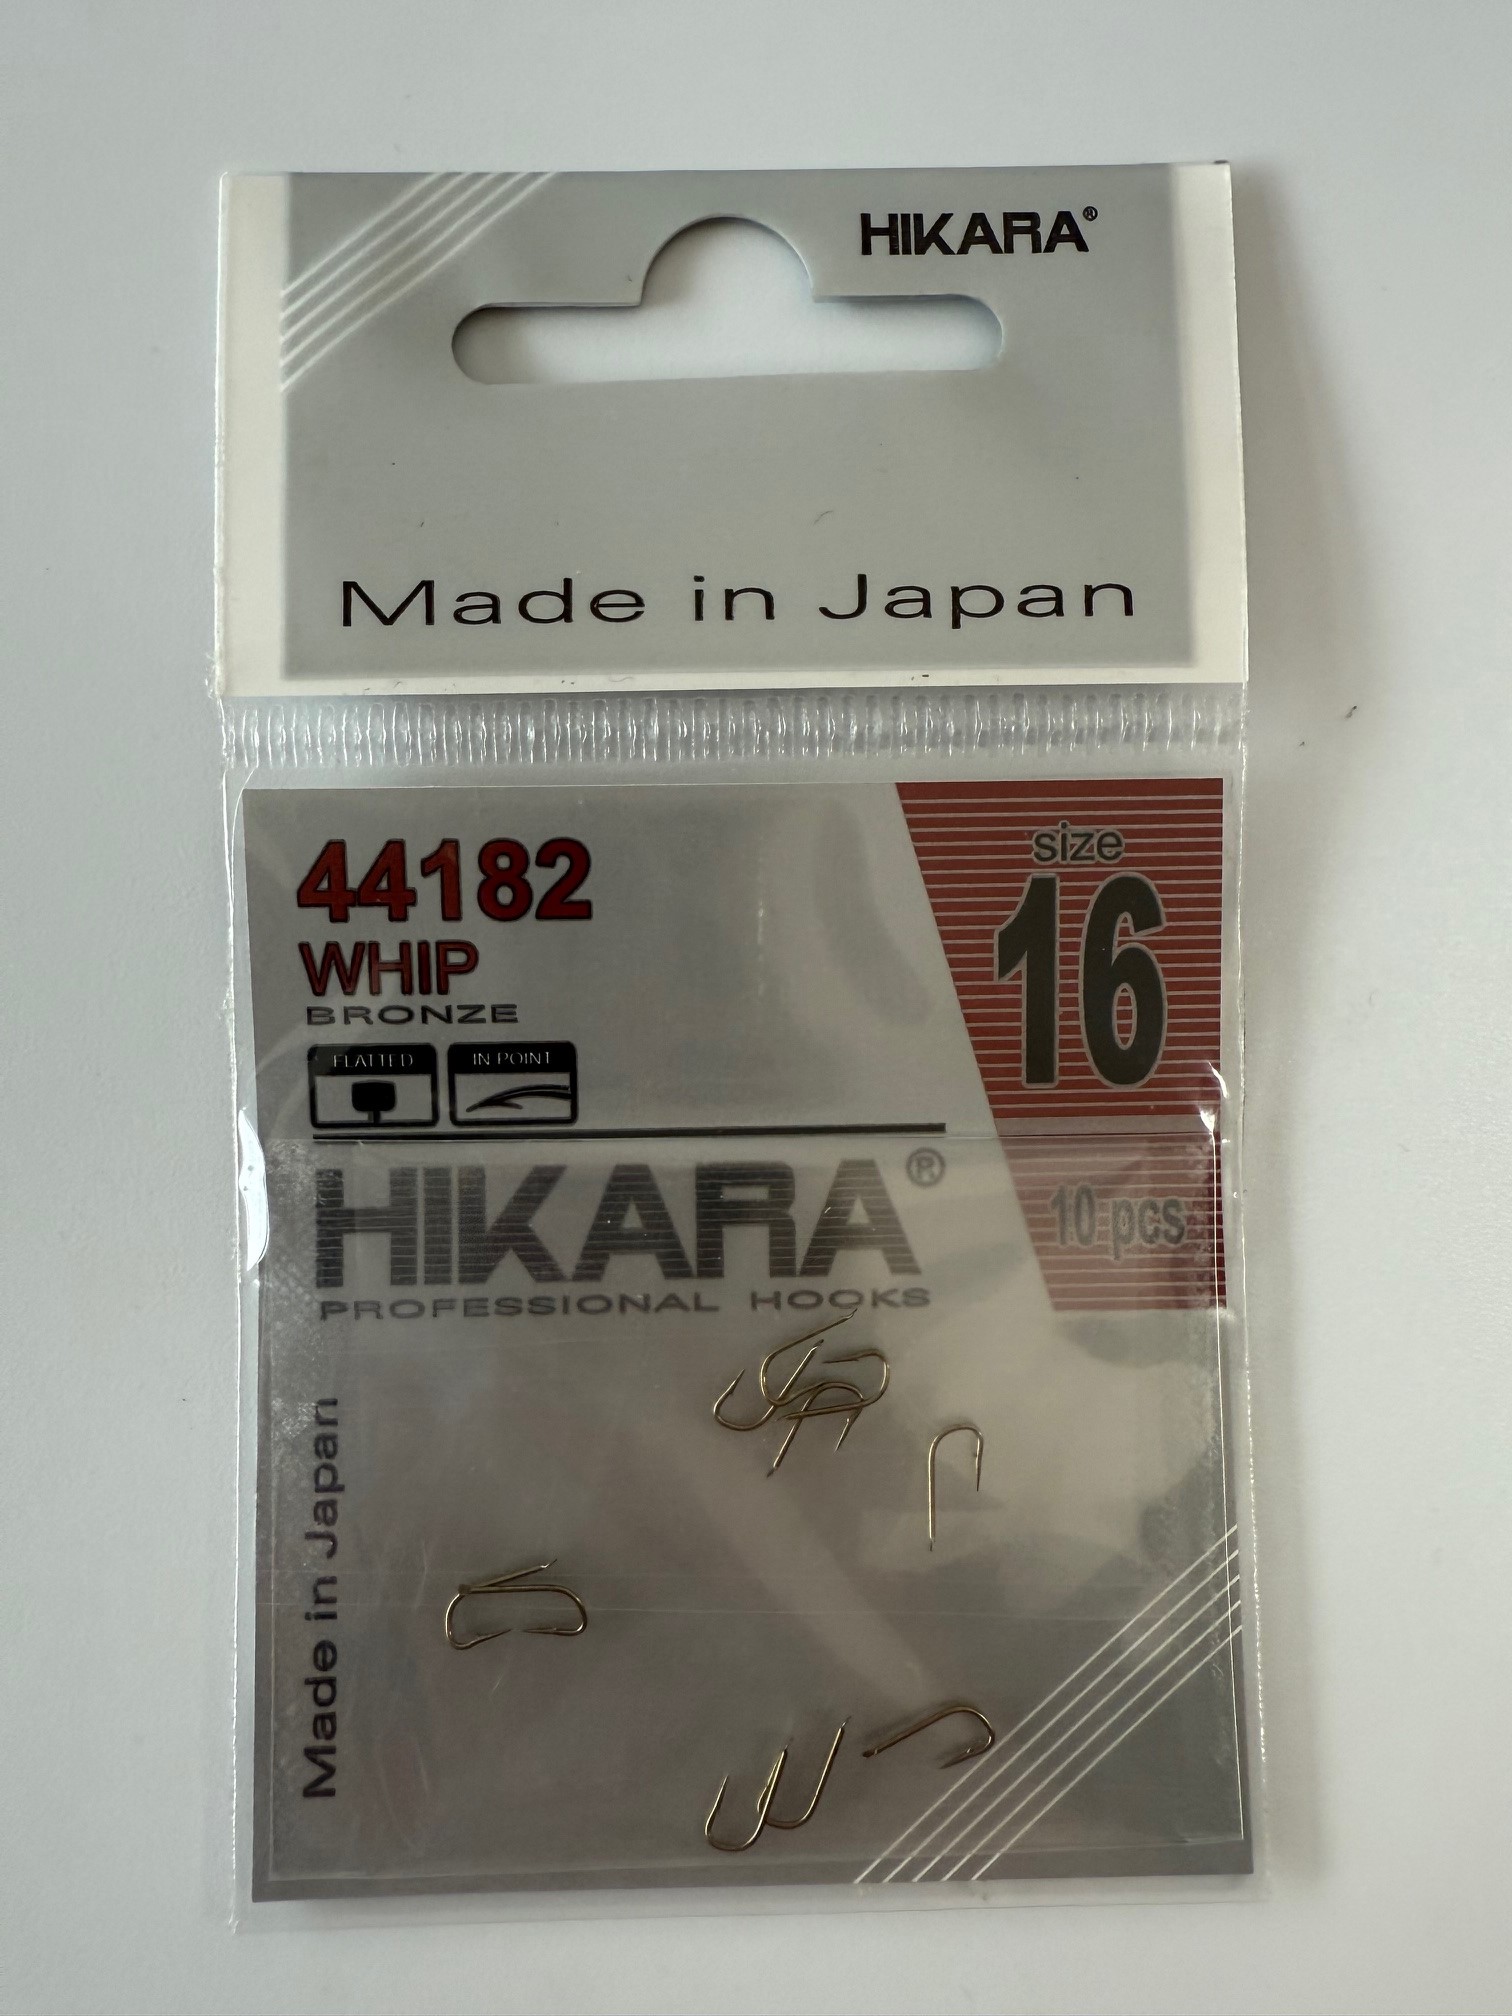 HIKARA®
Made in Japan
44182
WHIP
BRONZE
FLATTED
IN POINT
size
16
HIKARA®
PROFESSIONAL HOOKS
10 pcs
Made in Japan